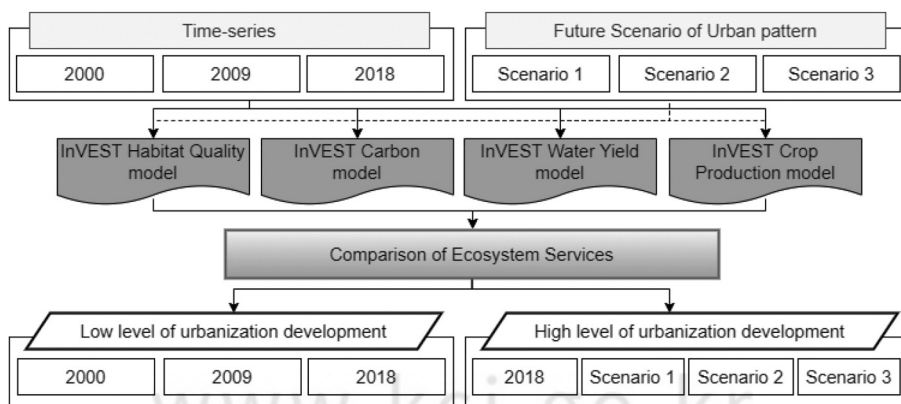 Time-series
2000
2009
2018
Future Scenario of Urban pattern
Scenario 1
Scenario 2
Scenario 3
InVEST Habitat Quality
model
InVEST Carbon
model
InVEST Water Yield
model
InVEST Crop
Production model
Comparison of Ecosystem Services
Low level of urbanization development
2000
2009
2018
High level of urbanization development
2018
Scenario 1
Scenario 2
Scenario 3